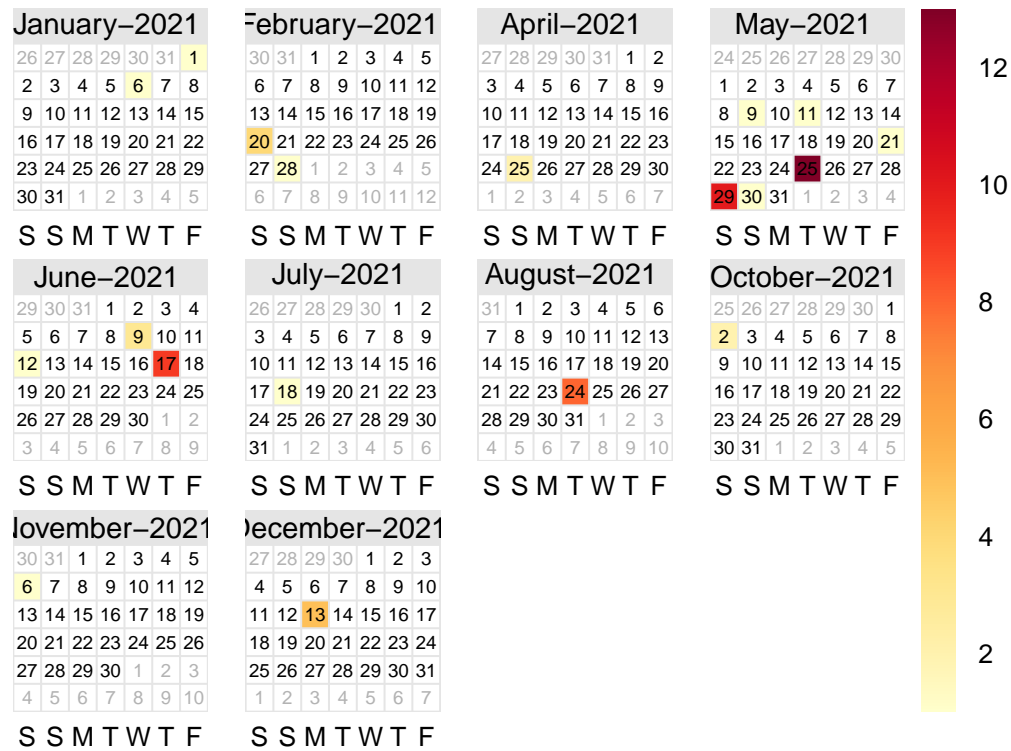 January−2021
26 27 28 29 30 31 1
2 3 4 5 6 7 8
9 10 11 12 13 14 15
16 17 18 19 20 21 22
23 24 25 26 27 28 29
30 31 1 2 3 4 5
S S M T W T F
February−2021
30 31 1 2 3 4 5
6 7 8 9 10 11 12
13 14 15 16 17 18 19
20 21 22 23 24 25 26
27 28 1 2 3 4 5
6 7 8 9 10 11 12
S S M T W T F
April−2021
27 28 29 30 31 1 2
3 4 5 6 7 8 9
10 11 12 13 14 15 16
17 18 19 20 21 22 23
24 25 26 27 28 29 30
1 2 3 4 5 6 7
S S M T W T F
May−2021
24 25 26 27 28 29 30
1 2 3 4 5 6 7
8 9 10 11 12 13 14
15 16 17 18 19 20 21
22 23 24 25 26 27 28
29 30 31 1 2 3 4
S S M T W T F
June−2021
29 30 31 1 2 3 4
5 6 7 8 9 10 11
12 13 14 15 16 17 18
19 20 21 22 23 24 25
26 27 28 29 30 1 2
3 4 5 6 7 8 9
S S M T W T F
July−2021
26 27 28 29 30 1 2
3 4 5 6 7 8 9
10 11 12 13 14 15 16
17 18 19 20 21 22 23
24 25 26 27 28 29 30
31 1 2 3 4 5 6
S S M T W T F
August−2021
31 1 2 3 4 5 6
7 8 9 10 11 12 13
14 15 16 17 18 19 20
21 22 23 24 25 26 27
28 29 30 31 1 2 3
4 5 6 7 8 9 10
S S M T W T F
October−2021
25 26 27 28 29 30 1
2 3 4 5 6 7 8
9 10 11 12 13 14 15
16 17 18 19 20 21 22
23 24 25 26 27 28 29
30 31 1 2 3 4 5
S S M T W T F
November−2021
30 31 1 2 3 4 5
6 7 8 9 10 11 12
13 14 15 16 17 18 19
20 21 22 23 24 25 26
27 28 29 30 1 2 3
4 5 6 7 8 9 10
S S M T W T F
December−2021
27 28 29 30 1 2 3
4 5 6 7 8 9 10
11 12 13 14 15 16 17
18 19 20 21 22 23 24
25 26 27 28 29 30 31
1 2 3 4 5 6 7
S S M T W T F
12
10
8
6
4
2